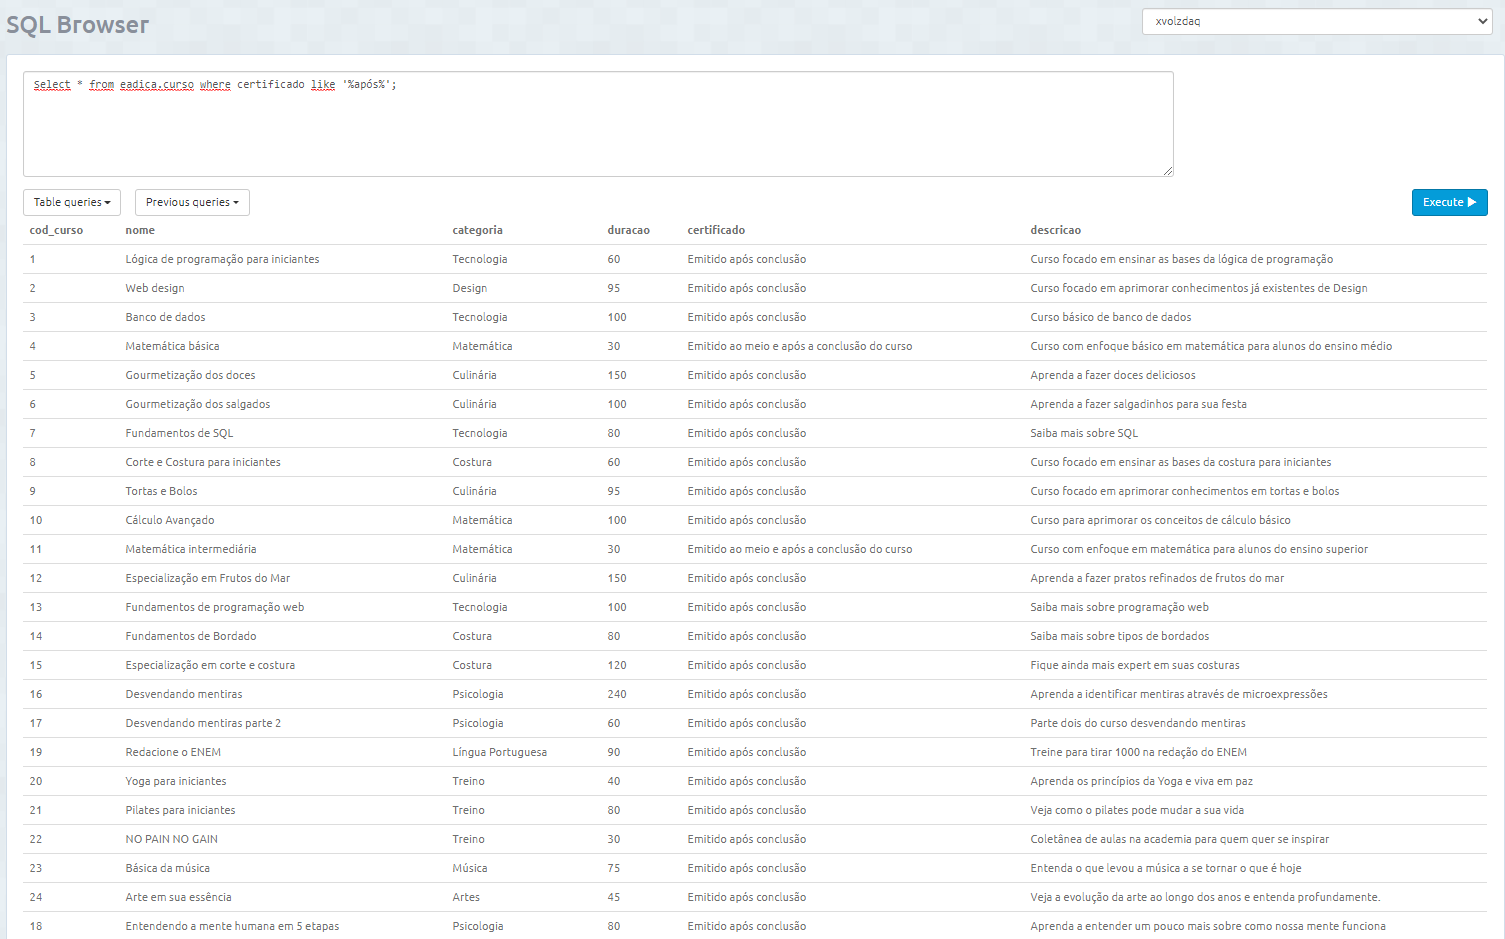 SQL Browser
xvolzdaq
Select * from eadica.curso where certificado like '%após%';
Table queries Previous queries Execute
cod_curso nome categoria duracao certificado descricao
1 Lógica de programação para iniciantes Tecnologia 60 Emitido após conclusão Curso focado em ensinar as bases da lógica de programação
2 Web design Design 95 Emitido após conclusão Curso focado em aprimorar conhecimentos já existentes de Design
3 Banco de dados Tecnologia 100 Emitido após conclusão Curso básico de banco de dados
4 Matemática básica Matemática 30 Emitido ao meio e após a conclusão do curso Curso com enfoque básico em matemática para alunos do ensino médio
5 Gourmetização dos doces Culinária 150 Emitido após conclusão Aprenda a fazer doces deliciosos
6 Gourmetização dos salgados Culinária 100 Emitido após conclusão Aprenda a fazer salgadinhos para sua festa
7 Fundamentos de SQL Tecnologia 80 Emitido após conclusão Saiba mais sobre SQL
8 Corte e Costura para iniciantes Costura 60 Emitido após conclusão Curso focado em ensinar as bases da costura para iniciantes
9 Tortas e Bolos Culinária 95 Emitido após conclusão Curso focado em aprimorar conhecimentos em tortas e bolos
10 Cálculo Avançado Matemática 100 Emitido após conclusão Curso para aprimorar os conceitos de cálculo básico
11 Matemática intermediária Matemática 30 Emitido ao meio e após a conclusão do curso Curso com enfoque em matemática para alunos do ensino superior
12 Especialização em Frutos do Mar Culinária 150 Emitido após conclusão Aprenda a fazer pratos refinados de frutos do mar
13 Fundamentos de programação web Tecnologia 100 Emitido após conclusão Saiba mais sobre programação web
14 Fundamentos de Bordado Costura 80 Emitido após conclusão Saiba mais sobre tipos de bordados
15 Especialização em corte e costura Costura 120 Emitido após conclusão Fique ainda mais expert em suas costuras
16 Desvendando mentiras Psicologia 240 Emitido após conclusão Aprenda a identificar mentiras através de microexpressões
17 Desvendando mentiras parte 2 Psicologia 60 Emitido após conclusão Parte dois do curso desvendando mentiras
19 Redacione o ENEM Língua Portuguesa 90 Emitido após conclusão Treine para tirar 1000 na redação do ENEM
20 Yoga para iniciantes Treino 40 Emitido após conclusão Aprenda os princípios da Yoga e viva em paz
21 Pilates para iniciantes Treino 80 Emitido após conclusão Veja como o pilates pode mudar a sua vida
22 NO PAIN NO GAIN Treino 30 Emitido após conclusão Coletânea de aulas na academia para quem quer se inspirar
23 Básica da música Música 75 Emitido após conclusão Entenda o que levou a música a se tornar o que é hoje
24 Arte em sua essência Artes 45 Emitido após conclusão Veja a evolução da arte ao longo dos anos e entenda profundamente.
18 Entendendo a mente humana em 5 etapas Psicologia 80 Emitido após conclusão Aprenda a entender um pouco mais sobre como nossa mente funciona